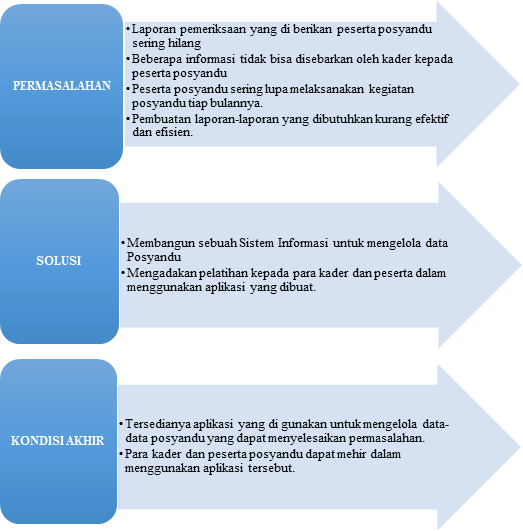 PERMASALAHAN
•Laporan pemeriksaan yang di berikan peserta posyandu
sering hilang
•Beberapa informasi tidak bisa disebarkan oleh kader kepada
peserta posyandu
•Peserta posyandu sering lupa melaksanakan kegiatan
posyandu tiap bulannya.
•Pembuatan laporan-laporan yang dibutuhkan kurang efektif
dan efisien.
SOLUSI
•Membangun sebuah Sistem Informasi untuk mengelola data
Posyandu
•Mengadakan pelatihan kepada para kader dan peserta dalam
menggunakan aplikasi yang dibuat.
KONDISI AKHIR
•Tersedianya aplikasi yang di gunakan untuk mengelola data-
data posyandu yang dapat menyelesaikan permasalahan.
•Para kader dan peserta posyandu dapat mehir dalam
menggunakan aplikasi tersebut.